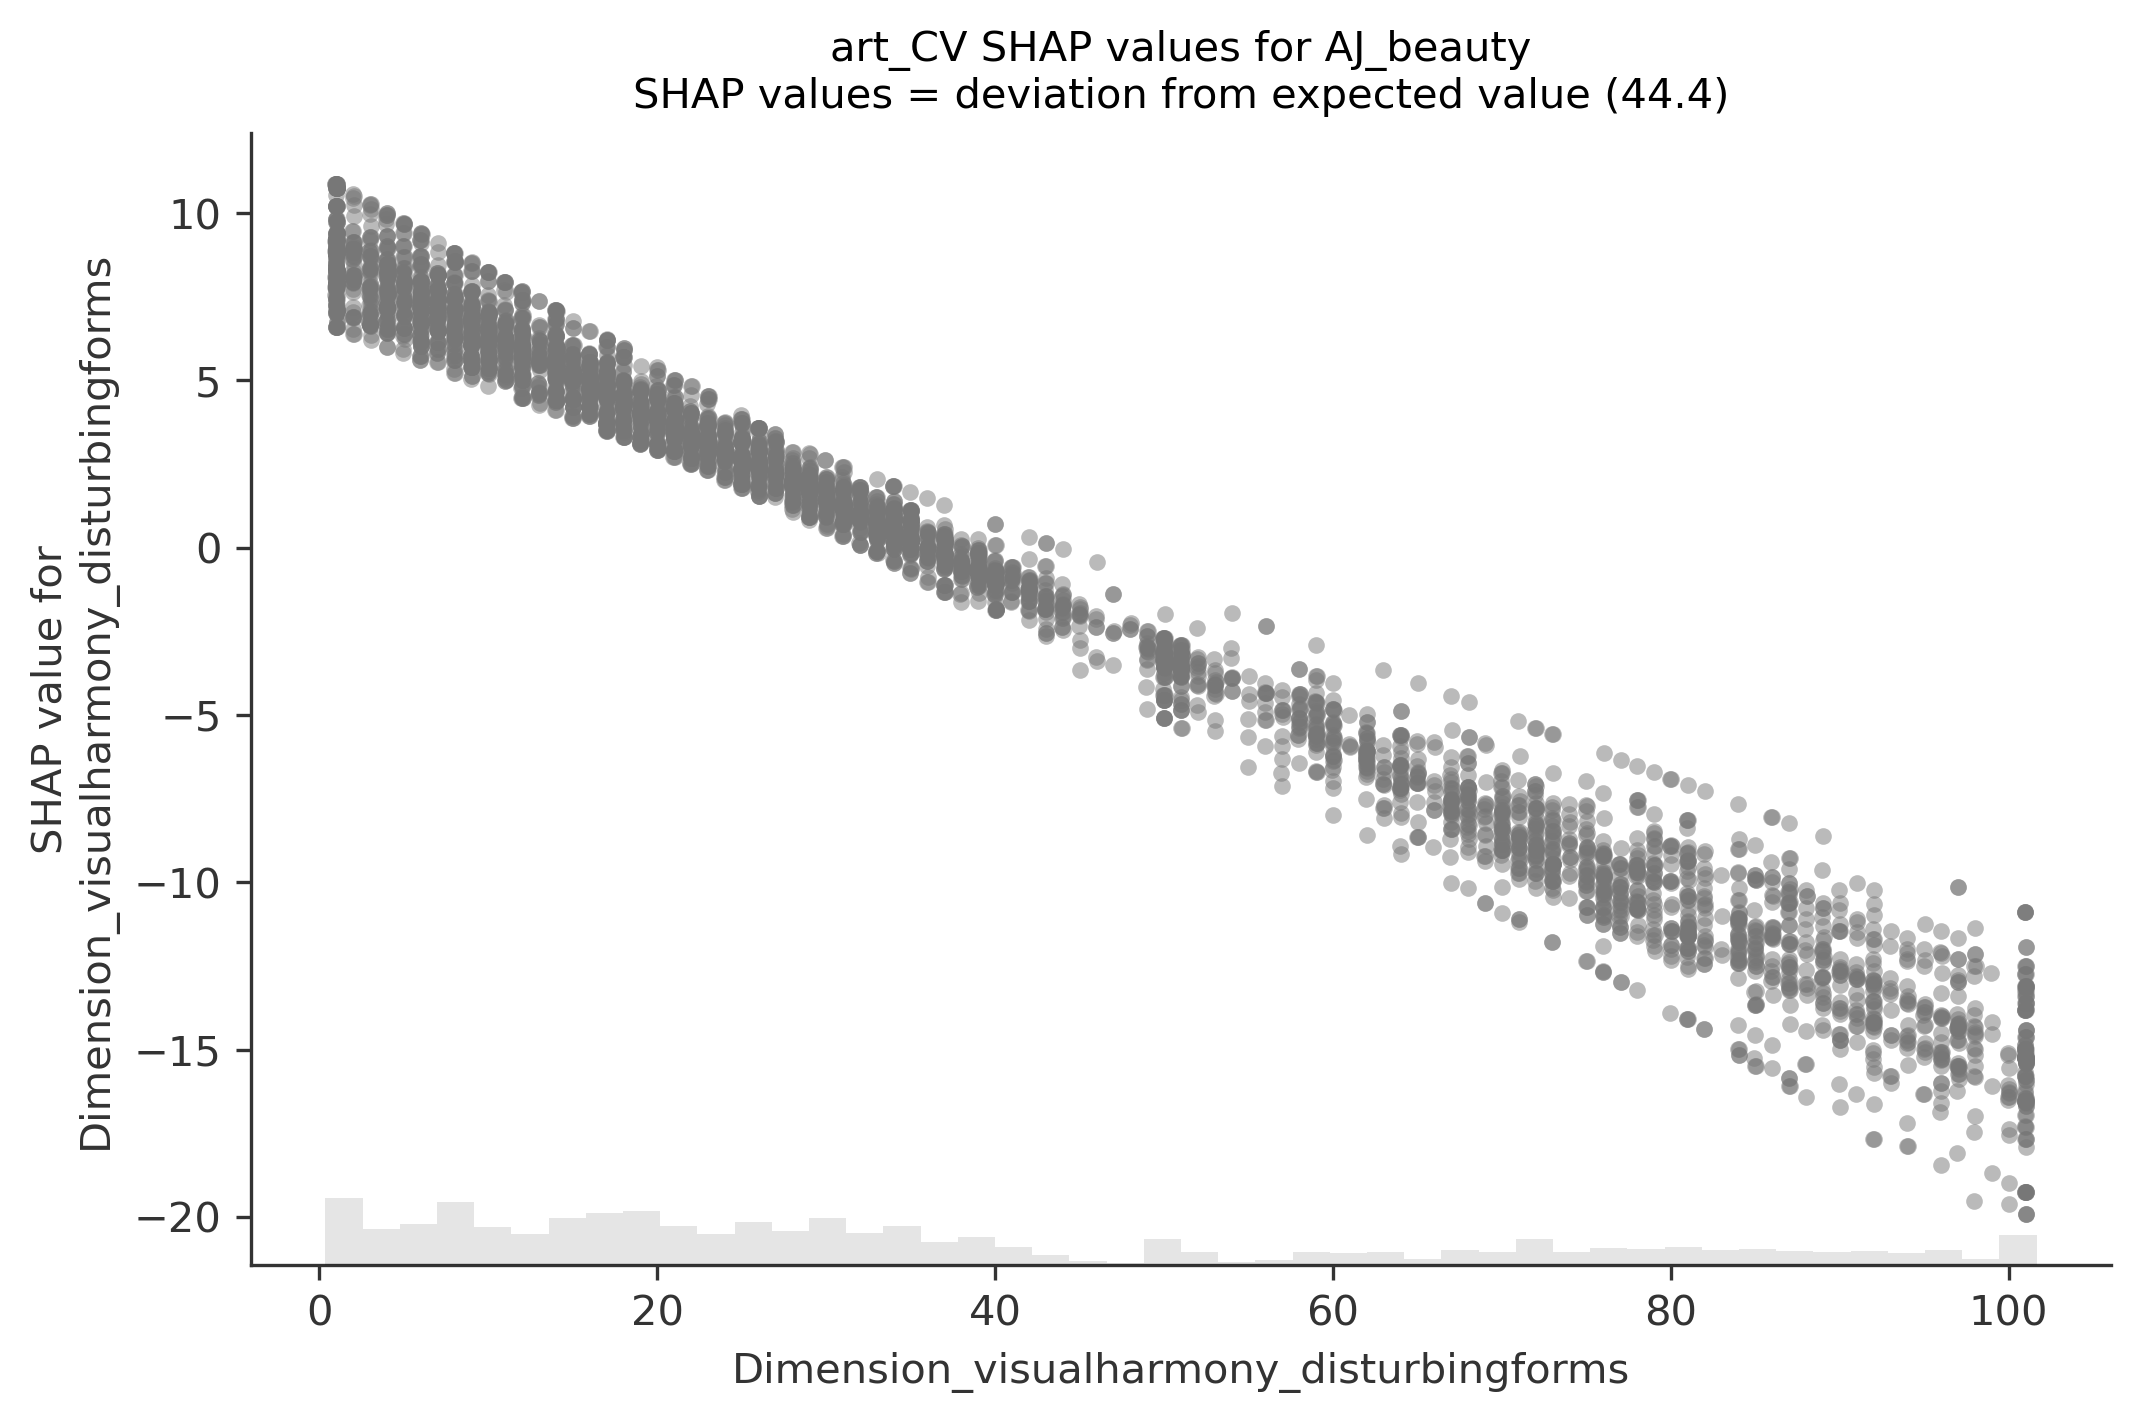 art_CV SHAP values for AJ_beauty
SHAP values = deviation from expected value (44.4)
SHAP value for
Dimension_visualharmony_disturbingforms
10
5
0
−5
−10
−15
−20
0 20 40 60 80 100
Dimension_visualharmony_disturbingforms